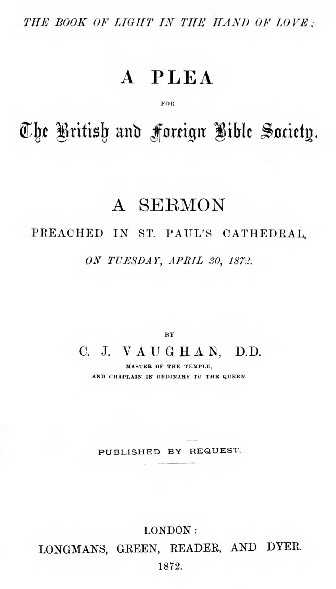 THE BOOK OF LIGHT IN THE HAND OF LOVE:
A PLEA
FOR
The British and Foreign Bible Society.
A SERMON
PREACHED IN ST. PAUL'S CATHEDRAL,
ON TUESDAY, APRIL 30, 1872.
BY
C. J. VAUGHAN, D.D.
MASTER OF THE TEMPLE,
AND CHAPLAIN IN ORDINARY TO THE QUEEN.
PUBLISHED BY REQUEST.
LONDON:
LONGMANS, GREEN, READER, AND DYER.
1872.